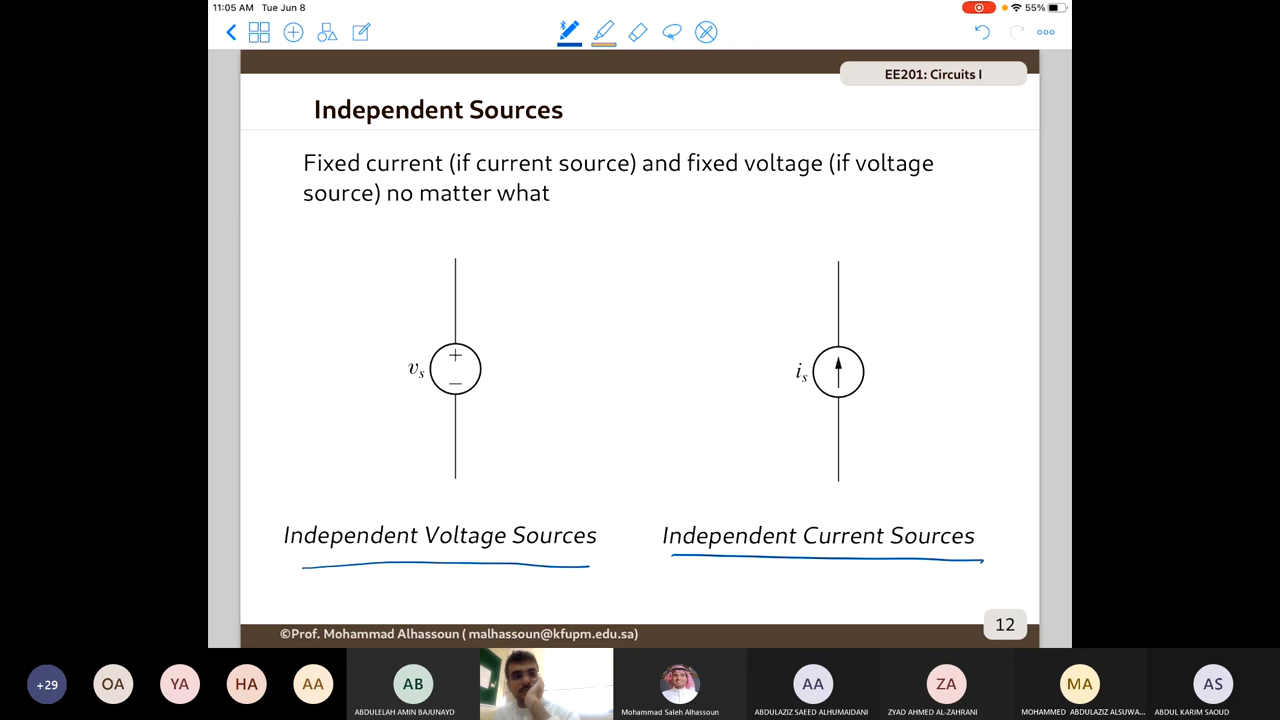 11:05 AM Tue Jun 8
55%
EE201: Circuits I
Independent Sources
Fixed current (if current source) and fixed voltage (if voltage
source) no matter what
+
−
vs
is
Independent Voltage Sources
Independent Current Sources
©Prof. Mohammad Alhassoun ( malhassoun@kfupm.edu.sa)
12
+29
OA
YA
HA
AA
AB
AA
ZA
MA
AS
ABDULELAH AMIN BAJUNAYD
Mohammad Saleh Alhassoun
ABDULAZIZ SAEED ALHUMAIDANI
ZYAD AHMED AL-ZAHRANI
MOHAMMED ABDULAZIZ ALSUWA...
ABDUL KARIM SAOUD